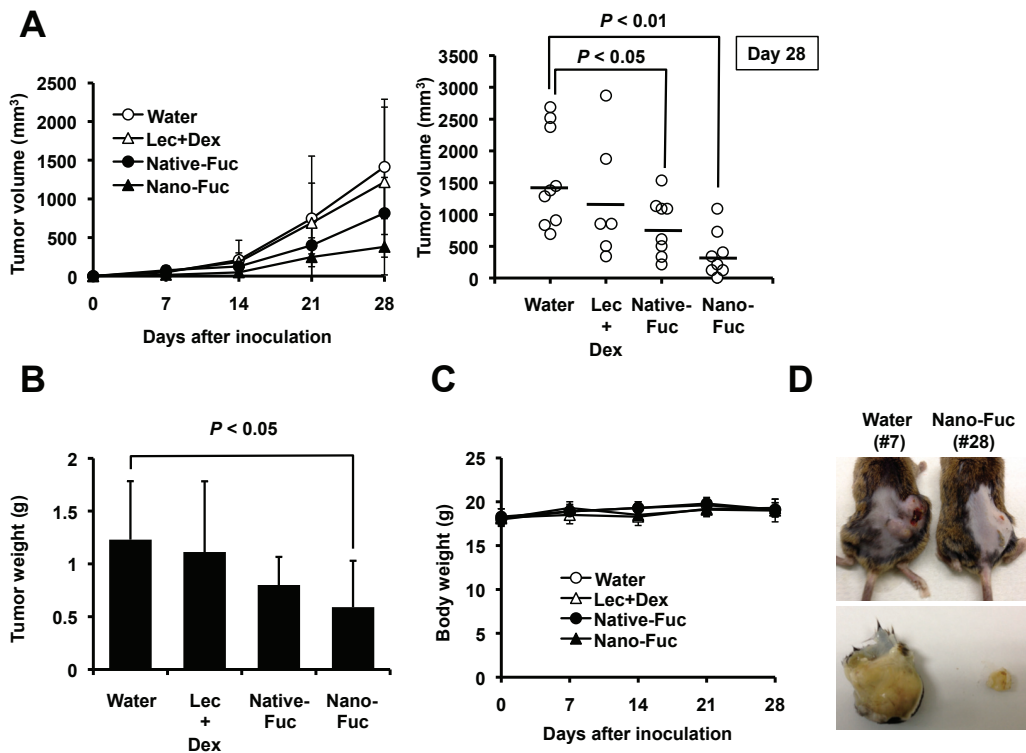 A
P < 0.01
P < 0.05
Day 28
Tumor volume (mm³)
2500
2000
1500
1000
500
0
Water
Lec+Dex
Native-Fuc
Nano-Fuc
0 7 14 21 28
Days after inoculation
Tumor volume (mm³)
3500
3000
2500
2000
1500
1000
500
0
Water Lec Native- Nano-
+ Fuc Fuc
Dex
B
P < 0.05
Tumor weight (g)
2
1.5
1
0.5
0
Water Lec Native- Nano-
+ Fuc Fuc
Dex
C
Body weight (g)
25
20
15
10
5
0
Water
Lec+Dex
Native-Fuc
Nano-Fuc
0 7 14 21 28
Days after inoculation
D
Water Nano-Fuc
(#7) (#28)